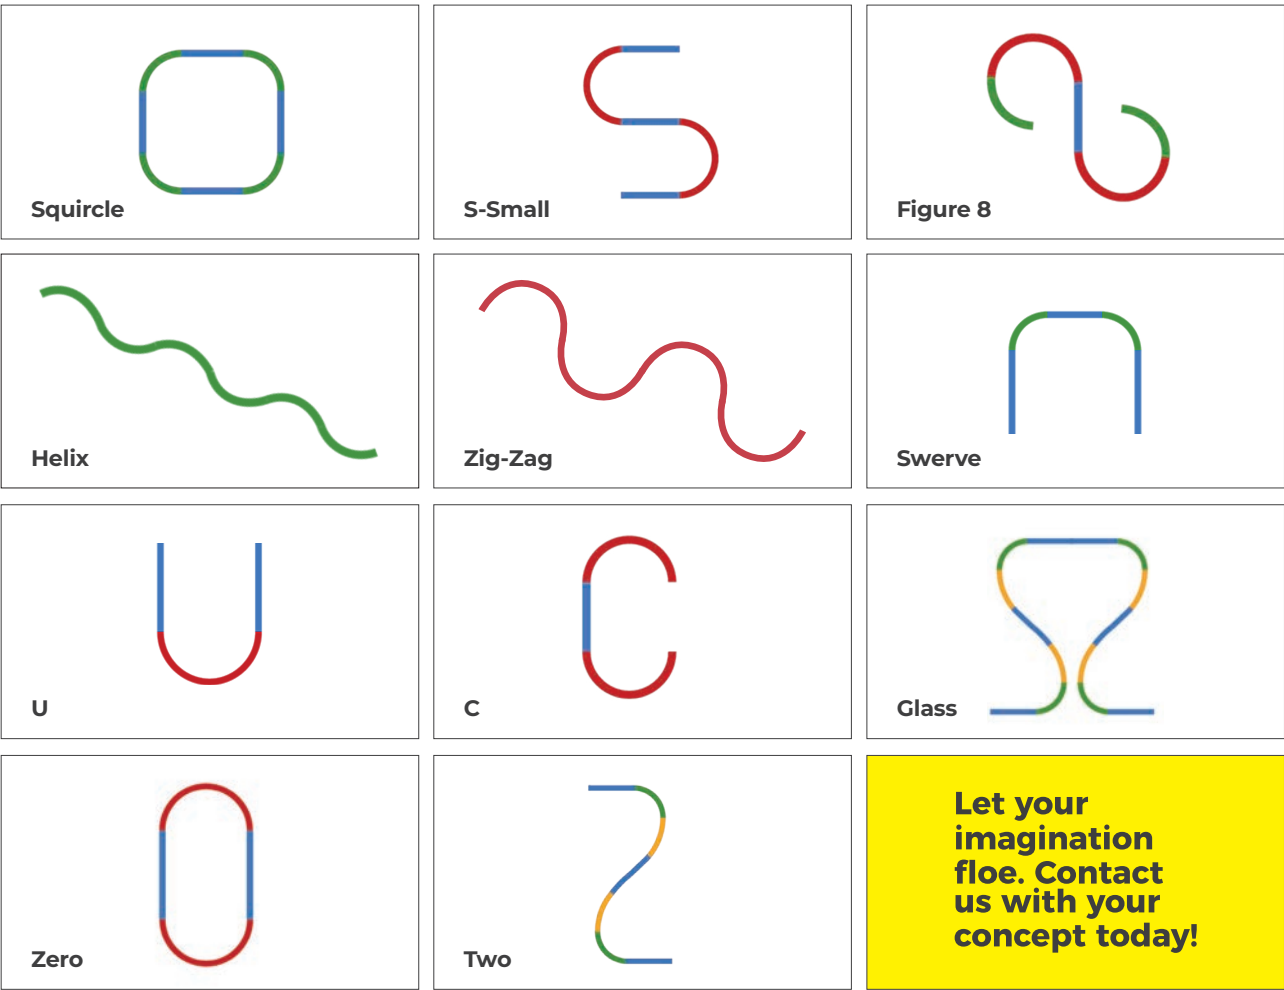 Squircle
S-Small
Figure 8
Helix
Zig-Zag
Swerve
U
C
Glass
Zero
Two
Let your
imagination
floe. Contact
us with your
concept today!